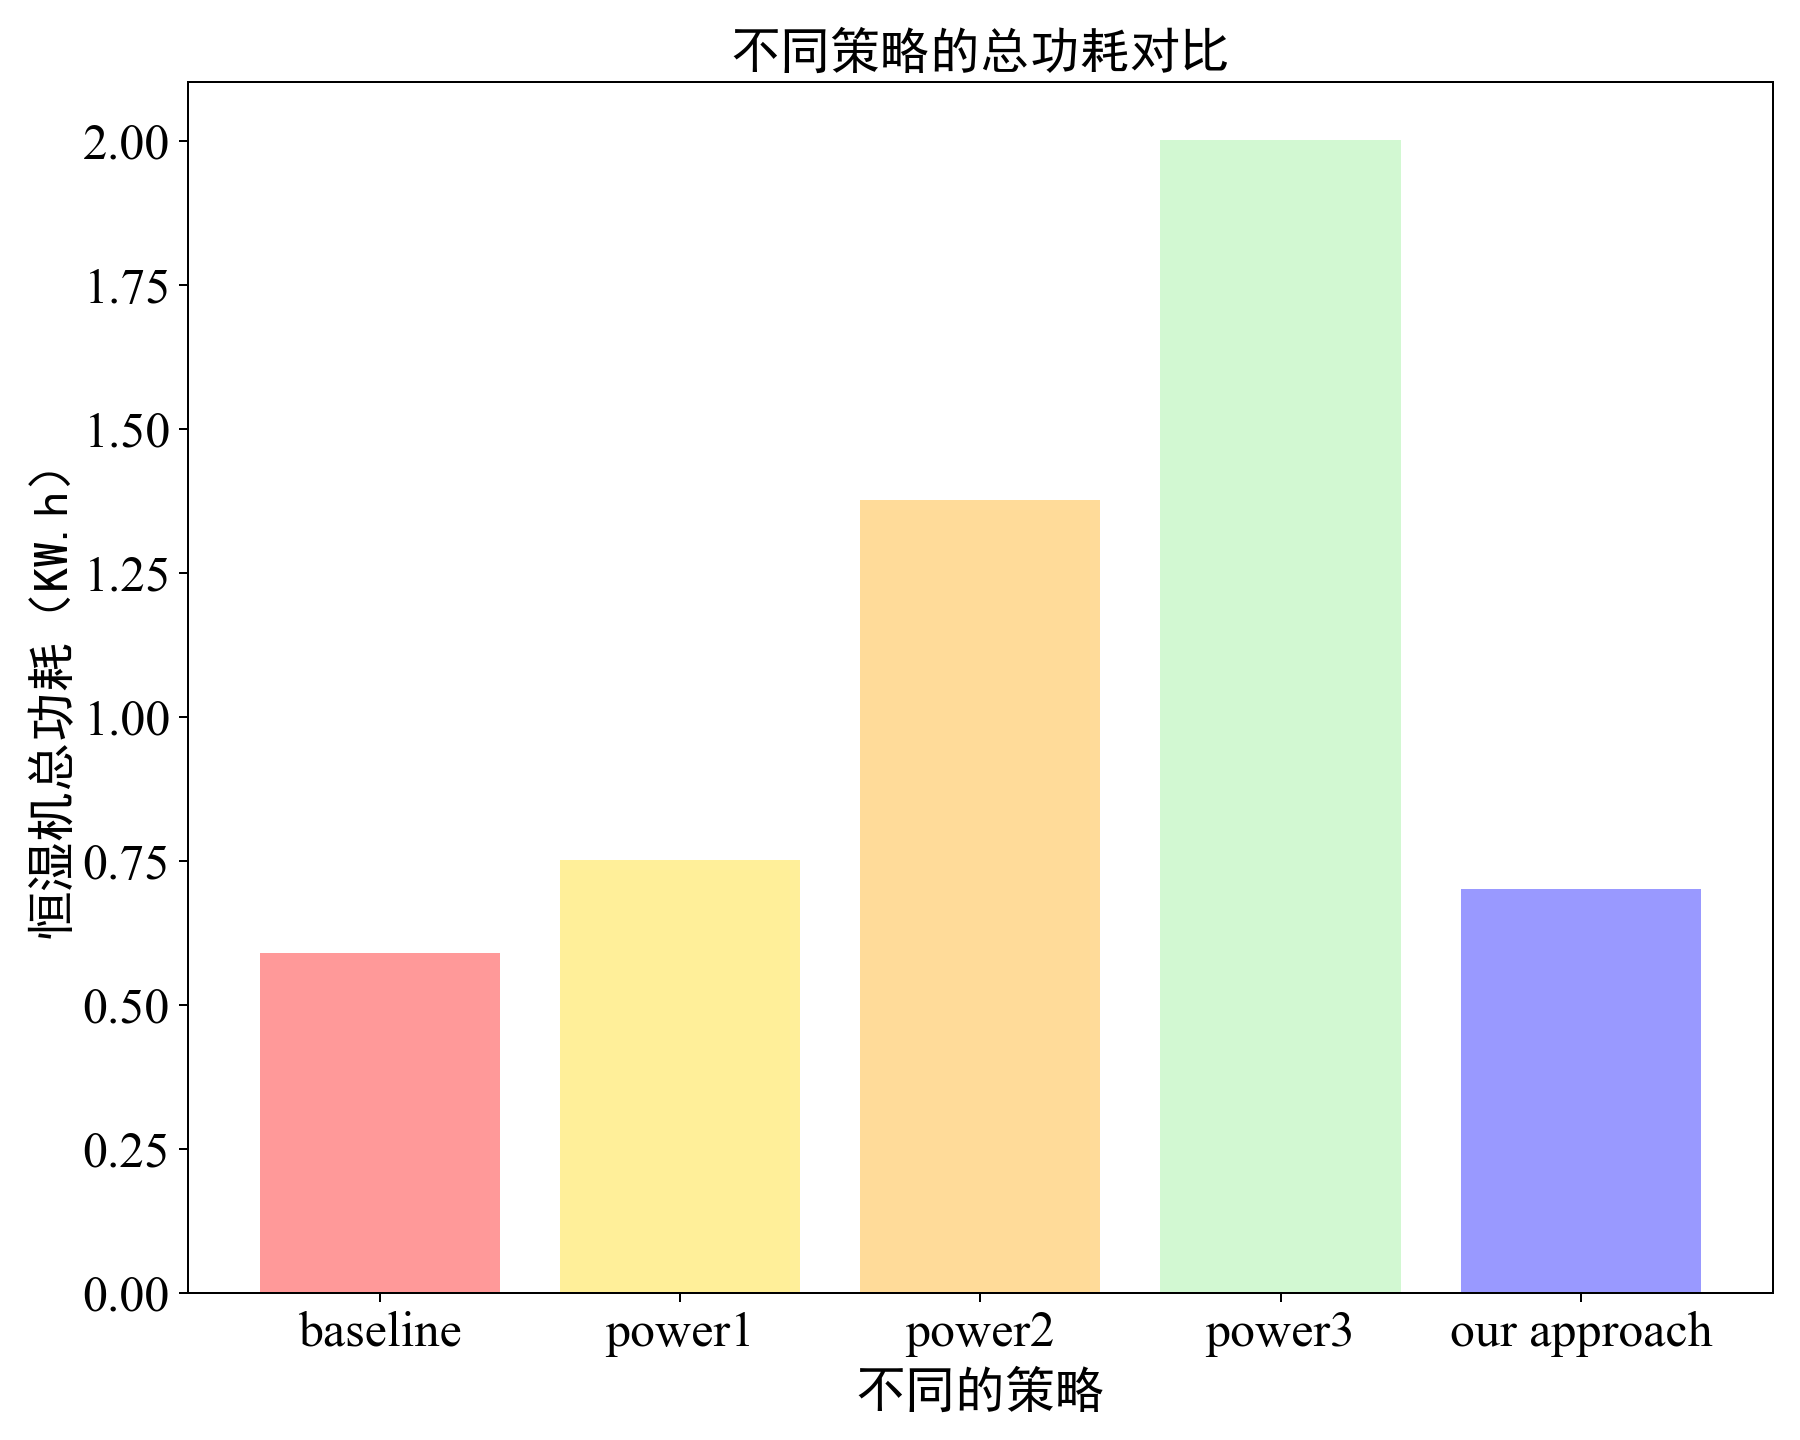 不同策略的总功耗对比
恒湿机总功耗（KW.h）
2.00
1.75
1.50
1.25
1.00
0.75
0.50
0.25
0.00
baseline
power1
power2
power3
our approach
不同的策略